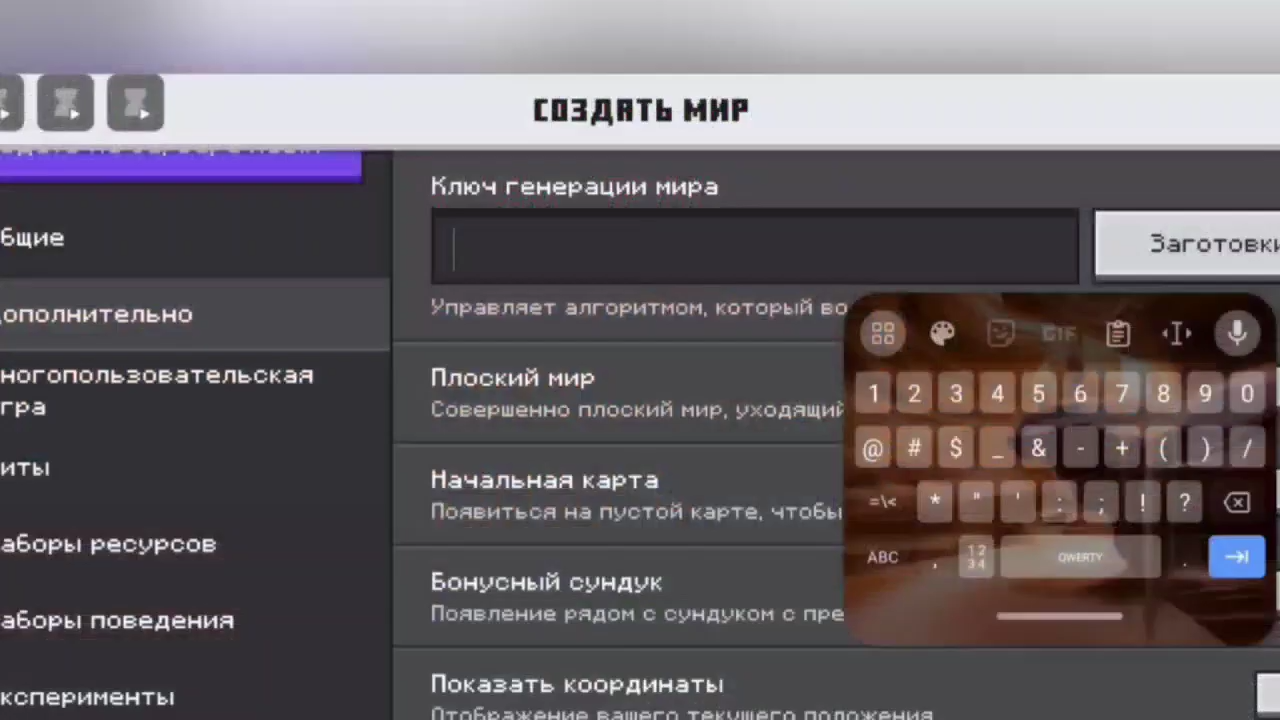 СОЗДАТЬ МИР
Ключ генерации мира
бщие
Заготовки
ополнительно
Управляет алгоритмом, который во
ногопользовательская
гра
Плоский мир
Совершенно плоский мир, уходящий
иты
Начальная карта
Появиться на пустой карте, чтобы
аборы ресурсов
Бонусный сундук
Появление рядом с сундуком с пре
аборы поведения
ксперименты
Показать координаты
Отображение вашего текущего положения
GIF
1 2 3 4 5 6 7 8 9 0
@ # $ _ & - + ( ) /
=\< * " ' : ; ! ?
ABC , 12 34 QWERTY .